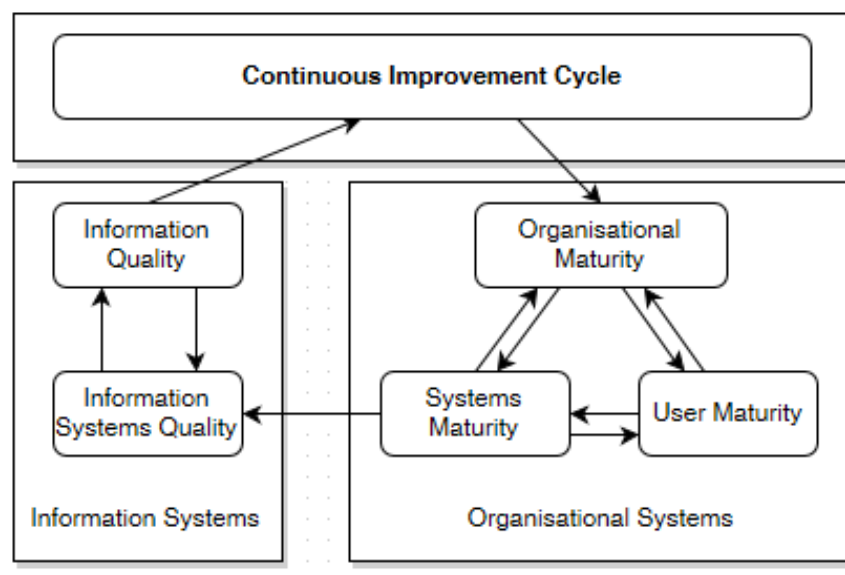 Continuous Improvement Cycle
Information
Quality
Organisational
Maturity
Information
Systems Quality
Systems
Maturity
User Maturity
Information Systems
Organisational Systems